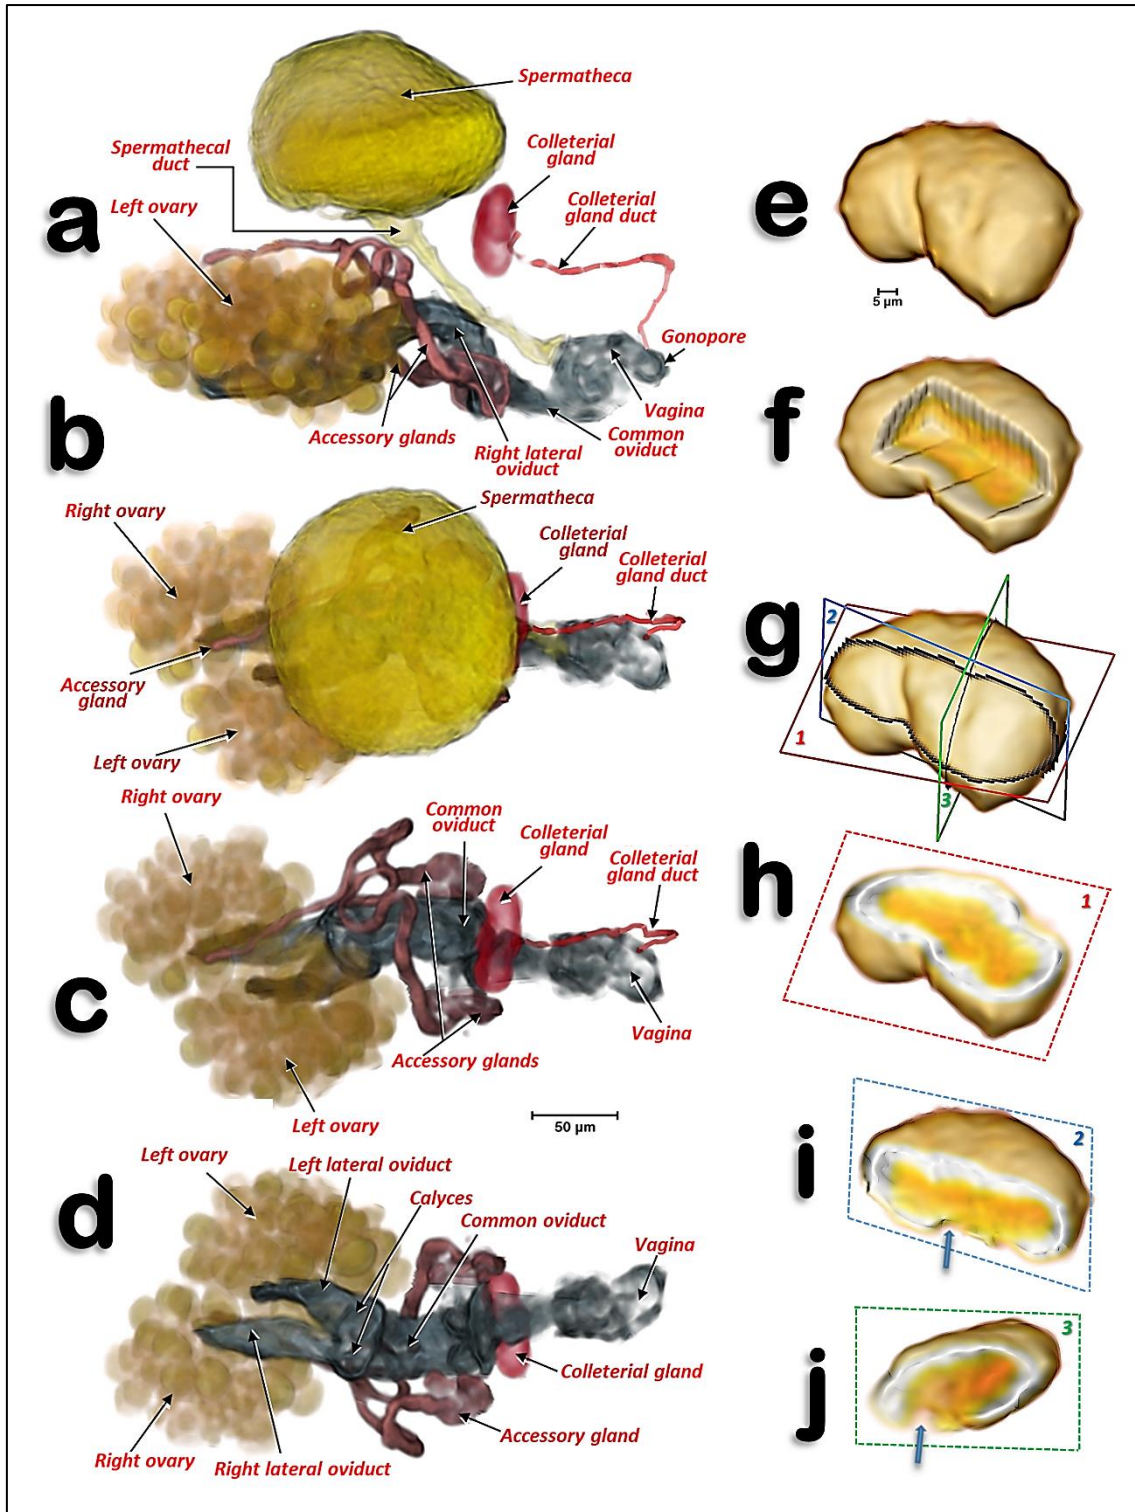 Spermatheca
Colleterial
gland
Spermathecal
duct
Colleterial
gland duct
a
Left ovary
Gonopore
Vagina
Accessory glands
Right lateral
oviduct
Common
oviduct
b
Spermatheca
Right ovary
Colleterial
gland
Colleterial
gland duct
Accessory
gland
Left ovary
Right ovary
Common
oviduct
Colleterial
gland
Colleterial
gland duct
c
Vagina
Accessory glands
Left ovary
50 µm
Left ovary
Left lateral oviduct
Calyces
Common oviduct
Vagina
d
Colleterial gland
Accessory gland
Right ovary
Right lateral oviduct
e
5 µm
f
g
2
1
3
h
1
i
2
j
3